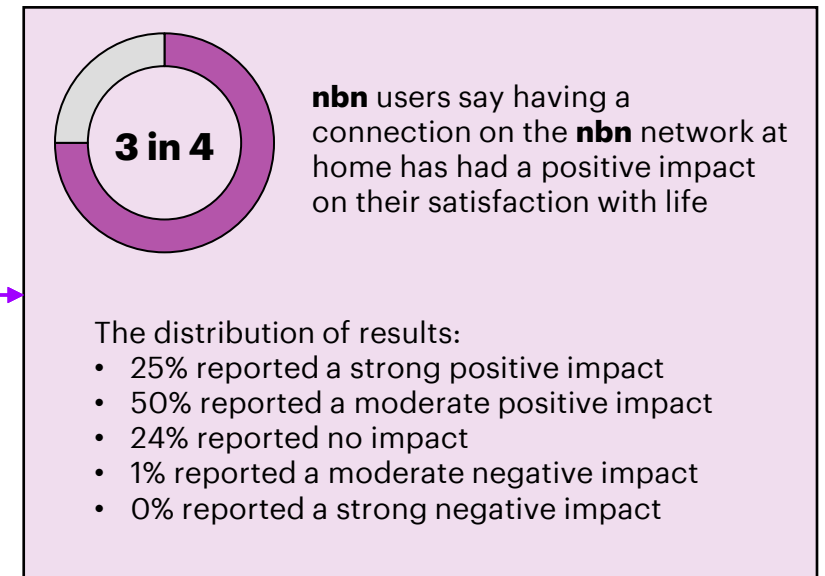 3 in 4
nbn users say having a
connection on the nbn network at
home has had a positive impact
on their satisfaction with life
The distribution of results:
• 25% reported a strong positive impact
• 50% reported a moderate positive impact
• 24% reported no impact
• 1% reported a moderate negative impact
• 0% reported a strong negative impact